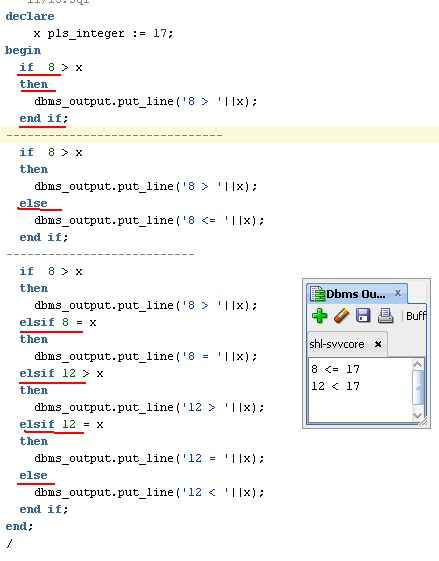 declare
x pls_integer := 17;
begin
if 8 > x
then
dbms_output.put_line('8 > '||x);
end if;
--------------------------------
if 8 > x
then
dbms_output.put_line('8 > '||x);
else
dbms_output.put_line('8 <= '||x);
end if;
----------------------------
if 8 > x
then
dbms_output.put_line('8 > '||x);
elsif 8 = x
then
dbms_output.put_line('8 = '||x);
elsif 12 > x
then
dbms_output.put_line('12 > '||x);
elsif 12 = x
then
dbms_output.put_line('12 = '||x);
else
dbms_output.put_line('12 < '||x);
end if;
end;
/
Dbms Ou... x
Buff
shl-svvcore ×
8 <= 17
12 < 17